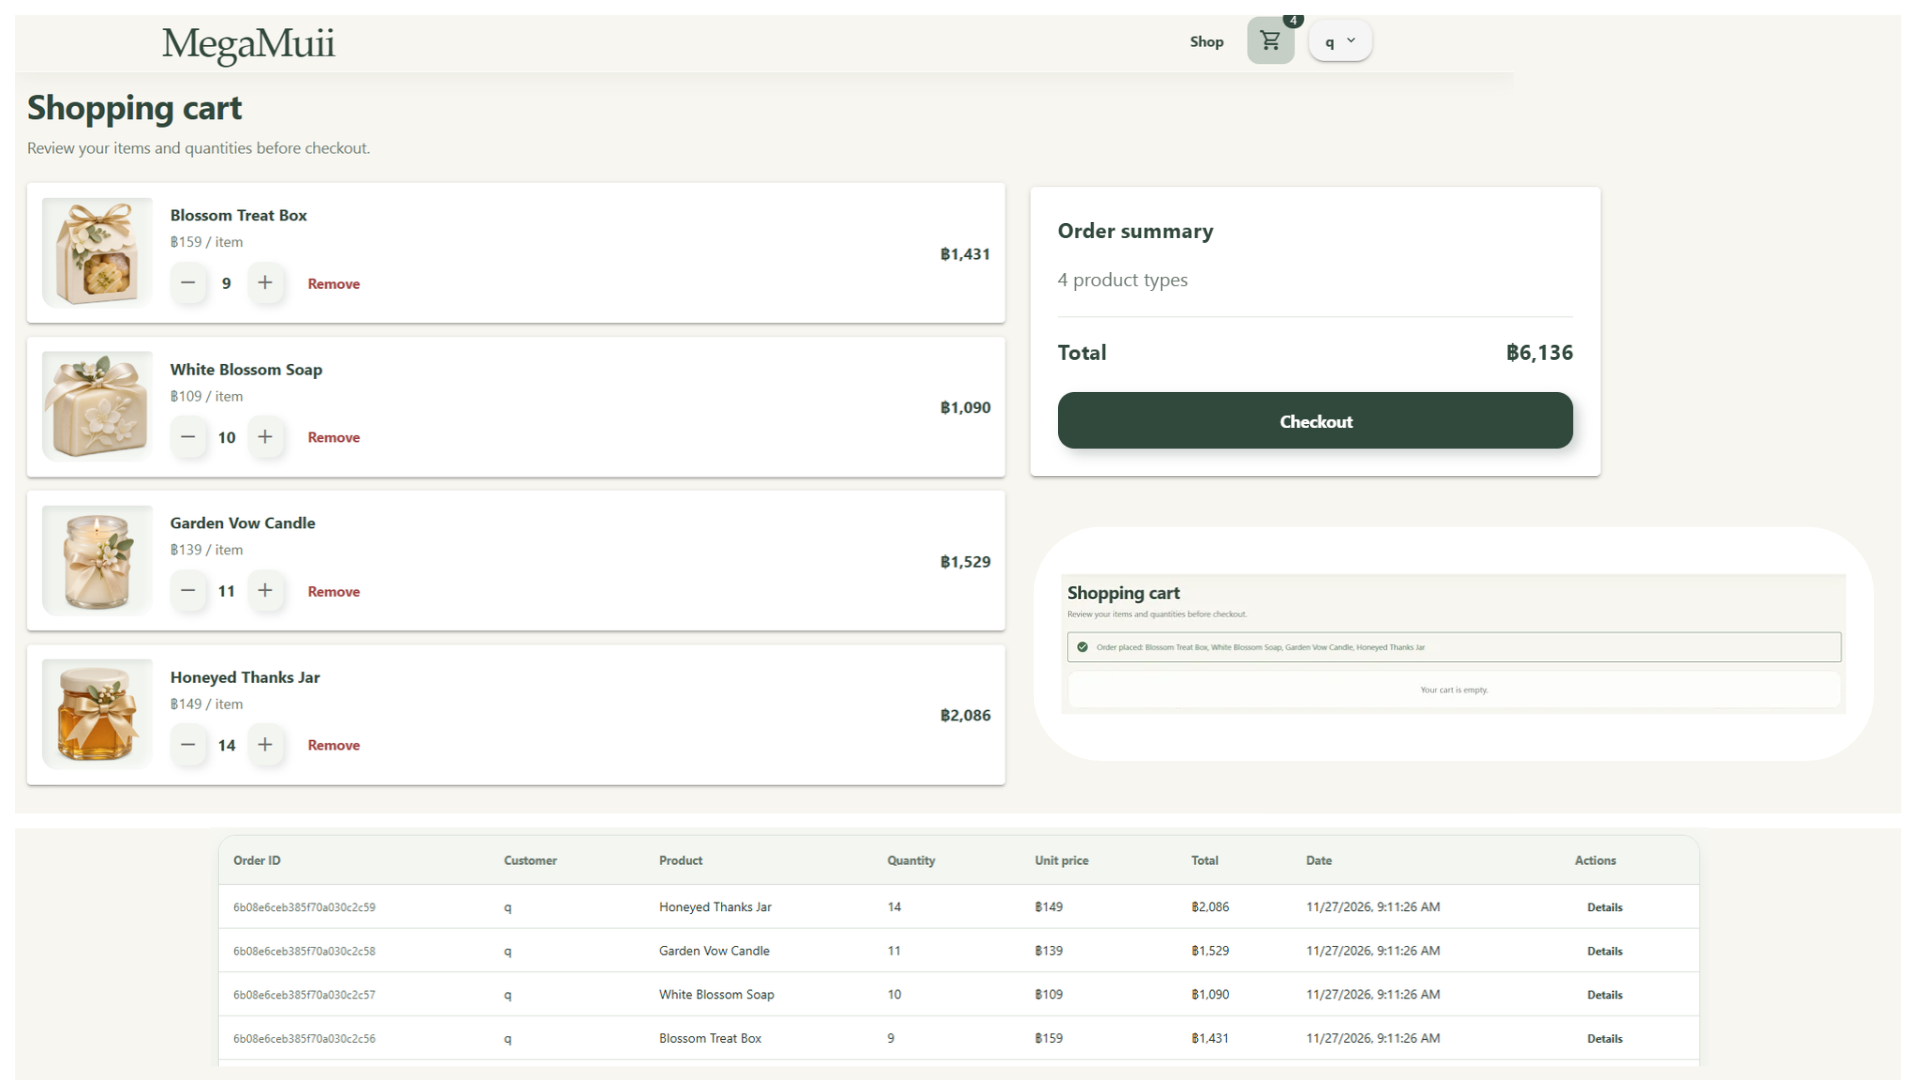 MegaMuii
Shop
4
q
Shopping cart
Review your items and quantities before checkout.
Blossom Treat Box
฿159 / item
9
Remove
฿1,431
White Blossom Soap
฿109 / item
10
Remove
฿1,090
Garden Vow Candle
฿139 / item
11
Remove
฿1,529
Honeyed Thanks Jar
฿149 / item
14
Remove
฿2,086
Order summary
4 product types
Total ฿6,136
Checkout
Shopping cart
Review your items and quantities before checkout.
Order placed: Blossom Treat Box, White Blossom Soap, Garden Vow Candle, Honeyed Thanks Jar
Your cart is empty.
Order ID Customer Product Quantity Unit price Total Date Actions
6b08e6ceb385f70a030c2c59 q Honeyed Thanks Jar 14 ฿149 ฿2,086 11/27/2026, 9:11:26 AM Details
6b08e6ceb385f70a030c2c58 q Garden Vow Candle 11 ฿139 ฿1,529 11/27/2026, 9:11:26 AM Details
6b08e6ceb385f70a030c2c57 q White Blossom Soap 10 ฿109 ฿1,090 11/27/2026, 9:11:26 AM Details
6b08e6ceb385f70a030c2c56 q Blossom Treat Box 9 ฿159 ฿1,431 11/27/2026, 9:11:26 AM Details